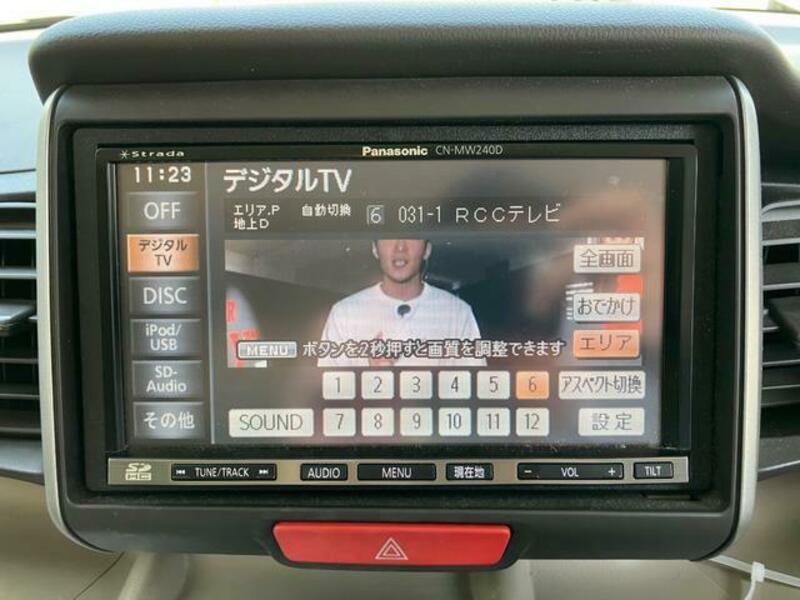 Strada Panasonic CN-MW240D
11:23 デジタルTV
OFF
エリア.P 自動切換 6 031-1 RCCテレビ
地上D
デジタル
TV
全画面
DISC
おでかけ
iPod/
USB
MENU ボタンを2秒押すと画質を調整できます エリア
SD-
Audio
1 2 3 4 5 6 アスペクト切換
その他
SOUND 7 8 9 10 11 12 設定
SD HC TUNE/TRACK AUDIO MENU 現在地 - VOL + TILT